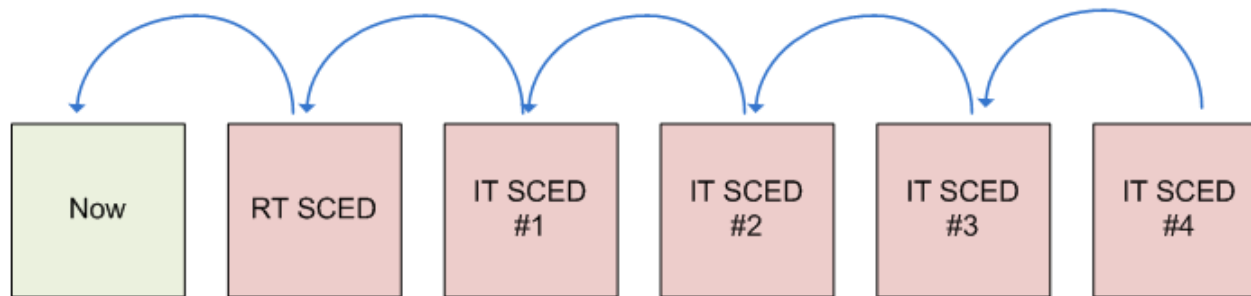 Now
RT SCED
IT SCED
#1
IT SCED
#2
IT SCED
#3
IT SCED
#4